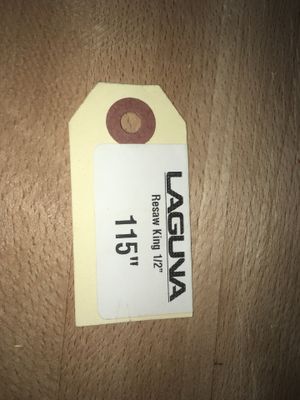 LAGUNA
Resaw King 1/2"
115"